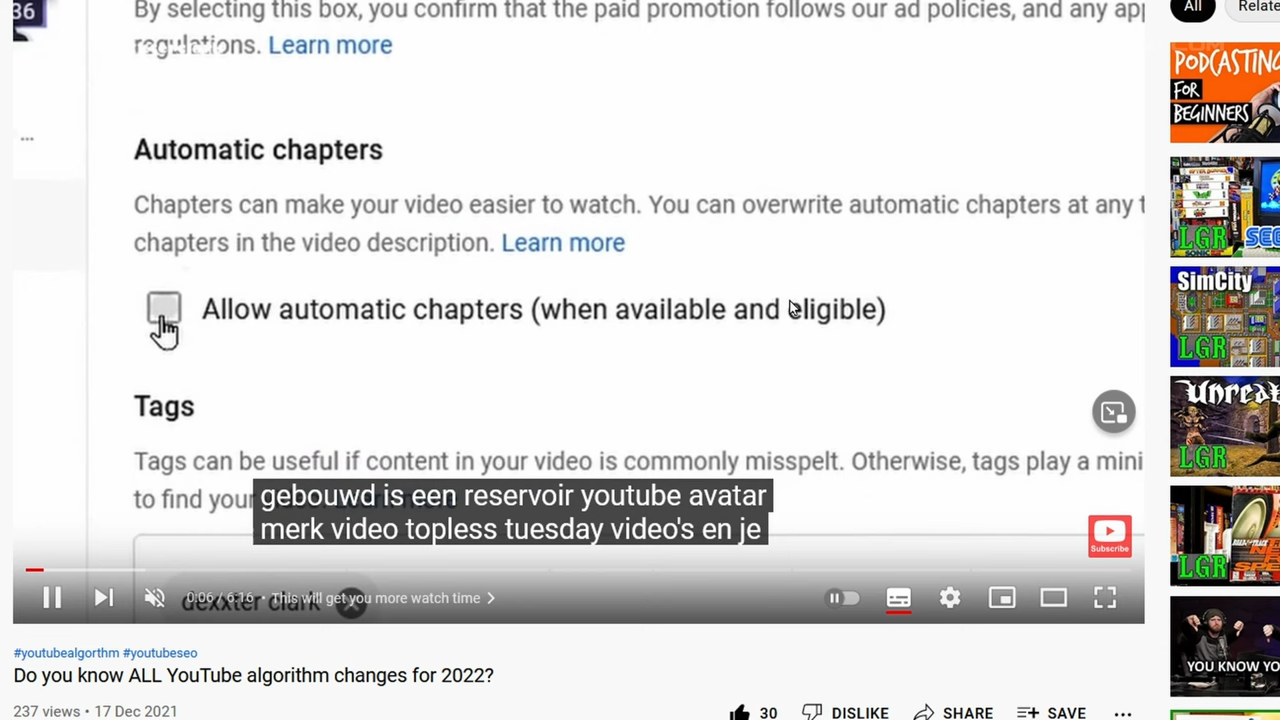 36
By selecting this box, you confirm that the paid promotion follows our ad policies, and any
regulations. Learn more
Automatic chapters
Chapters can make your video easier to watch. You can overwrite automatic chapters at any
chapters in the video description. Learn more
Allow automatic chapters (when available and eligible)
Tags
Tags can be useful if content in your video is commonly misspelt. Otherwise, tags play a
to find your
gebouwd is een reservoir youtube avatar
merk video topless tuesday video's en je
Subscribe
dexxter clark
0:06 / 6:16 • This will get you more watch time
#youtubealgorthm #youtubeseo
Do you know ALL YouTube algorithm changes for 2022?
237 views • 17 Dec 2021
30 DISLIKE SHARE SAVE
All
PODCASTING
FOR
BEGINNERS
LGR
SimCity
LGR
LGR
LGR
YOU KNOW